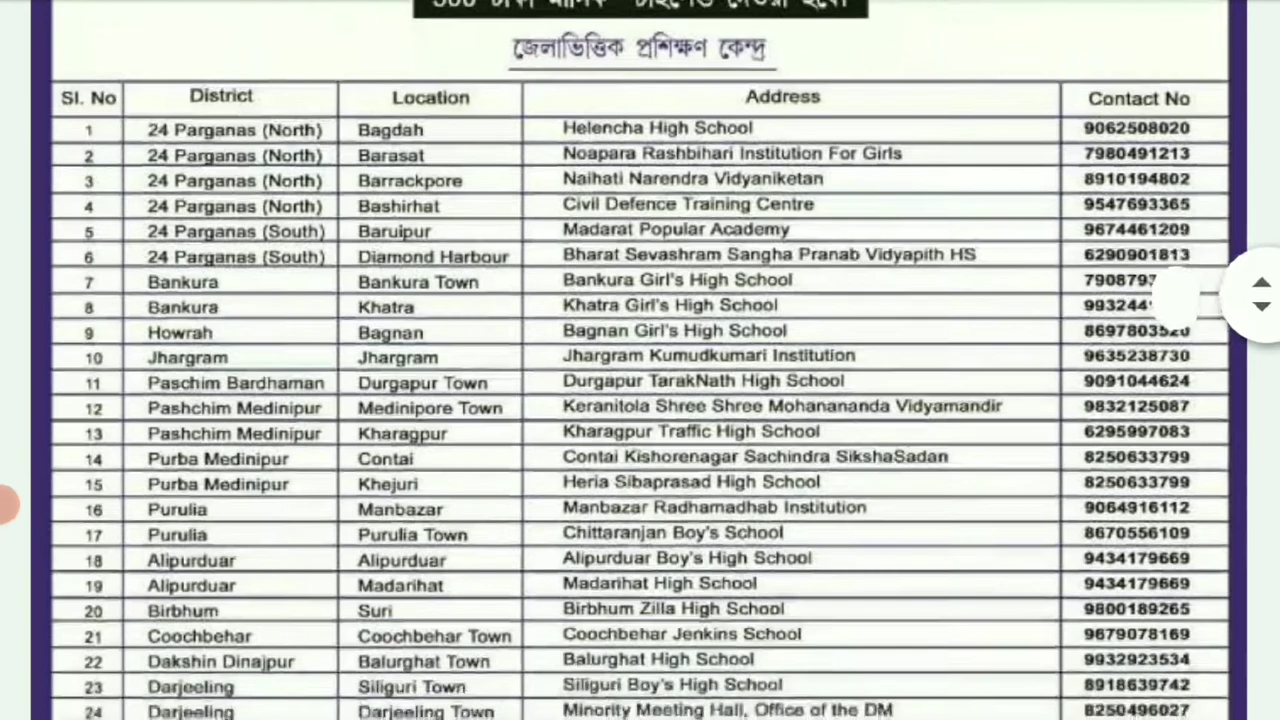 জেলাভিত্তিক প্রশিক্ষণ কেন্দ্র
Sl. No District Location Address Contact No
1 24 Parganas (North) Bagdah Helencha High School 9062508020
2 24 Parganas (North) Barasat Noapara Rashbihari Institution For Girls 7980491213
3 24 Parganas (North) Barrackpore Naihati Narendra Vidyaniketan 8910194802
4 24 Parganas (North) Bashirhat Civil Defence Training Centre 9547693365
5 24 Parganas (South) Baruipur Madarat Popular Academy 9674461209
6 24 Parganas (South) Diamond Harbour Bharat Sevashram Sangha Pranab Vidyapith HS 6290901813
7 Bankura Bankura Town Bankura Girl's High School
8 Bankura Khatra Khatra Girl's High School
9 Howrah Bagnan Bagnan Girl's High School 8697803520
10 Jhargram Jhargram Jhargram Kumudkumari Institution 9635238730
11 Paschim Bardhaman Durgapur Town Durgapur TarakNath High School 9091044624
12 Pashchim Medinipur Medinipore Town Keranitola Shree Shree Mohanananda Vidyamandir 9832125087
13 Pashchim Medinipur Kharagpur Kharagpur Traffic High School 6295997083
14 Purba Medinipur Contai Contai Kishorenagar Sachindra SikshaSadan 8250633799
15 Purba Medinipur Khejuri Heria Sibaprasad High School 8250633799
16 Purulia Manbazar Manbazar Radhamadhab Institution 9064916112
17 Purulia Purulia Town Chittaranjan Boy's School 8670556109
18 Alipurduar Alipurduar Alipurduar Boy's High School 9434179669
19 Alipurduar Madarihat Madarihat High School 9434179669
20 Birbhum Suri Birbhum Zilla High School 9800189265
21 Coochbehar Coochbehar Town Coochbehar Jenkins School 9679078169
22 Dakshin Dinajpur Balurghat Town Balurghat High School 9932923534
23 Darjeeling Siliguri Town Siliguri Boy's High School 8918639742
24 Darjeeling Darjeeling Town Minority Meeting Hall, Office of the DM 8250496027